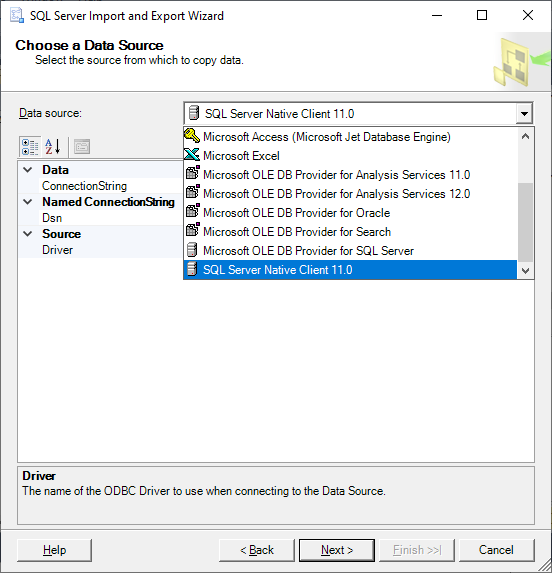 SQL Server Import and Export Wizard
Choose a Data Source
Select the source from which to copy data.
Data source:
SQL Server Native Client 11.0
Microsoft Access (Microsoft Jet Database Engine)
Microsoft Excel
Microsoft OLE DB Provider for Analysis Services 11.0
Microsoft OLE DB Provider for Analysis Services 12.0
Microsoft OLE DB Provider for Oracle
Microsoft OLE DB Provider for Search
Microsoft OLE DB Provider for SQL Server
SQL Server Native Client 11.0
Data
ConnectionString
Named ConnectionString
Dsn
Source
Driver
Driver
The name of the ODBC Driver to use when connecting to the Data Source.
Help
< Back
Next >
Finish >>|
Cancel